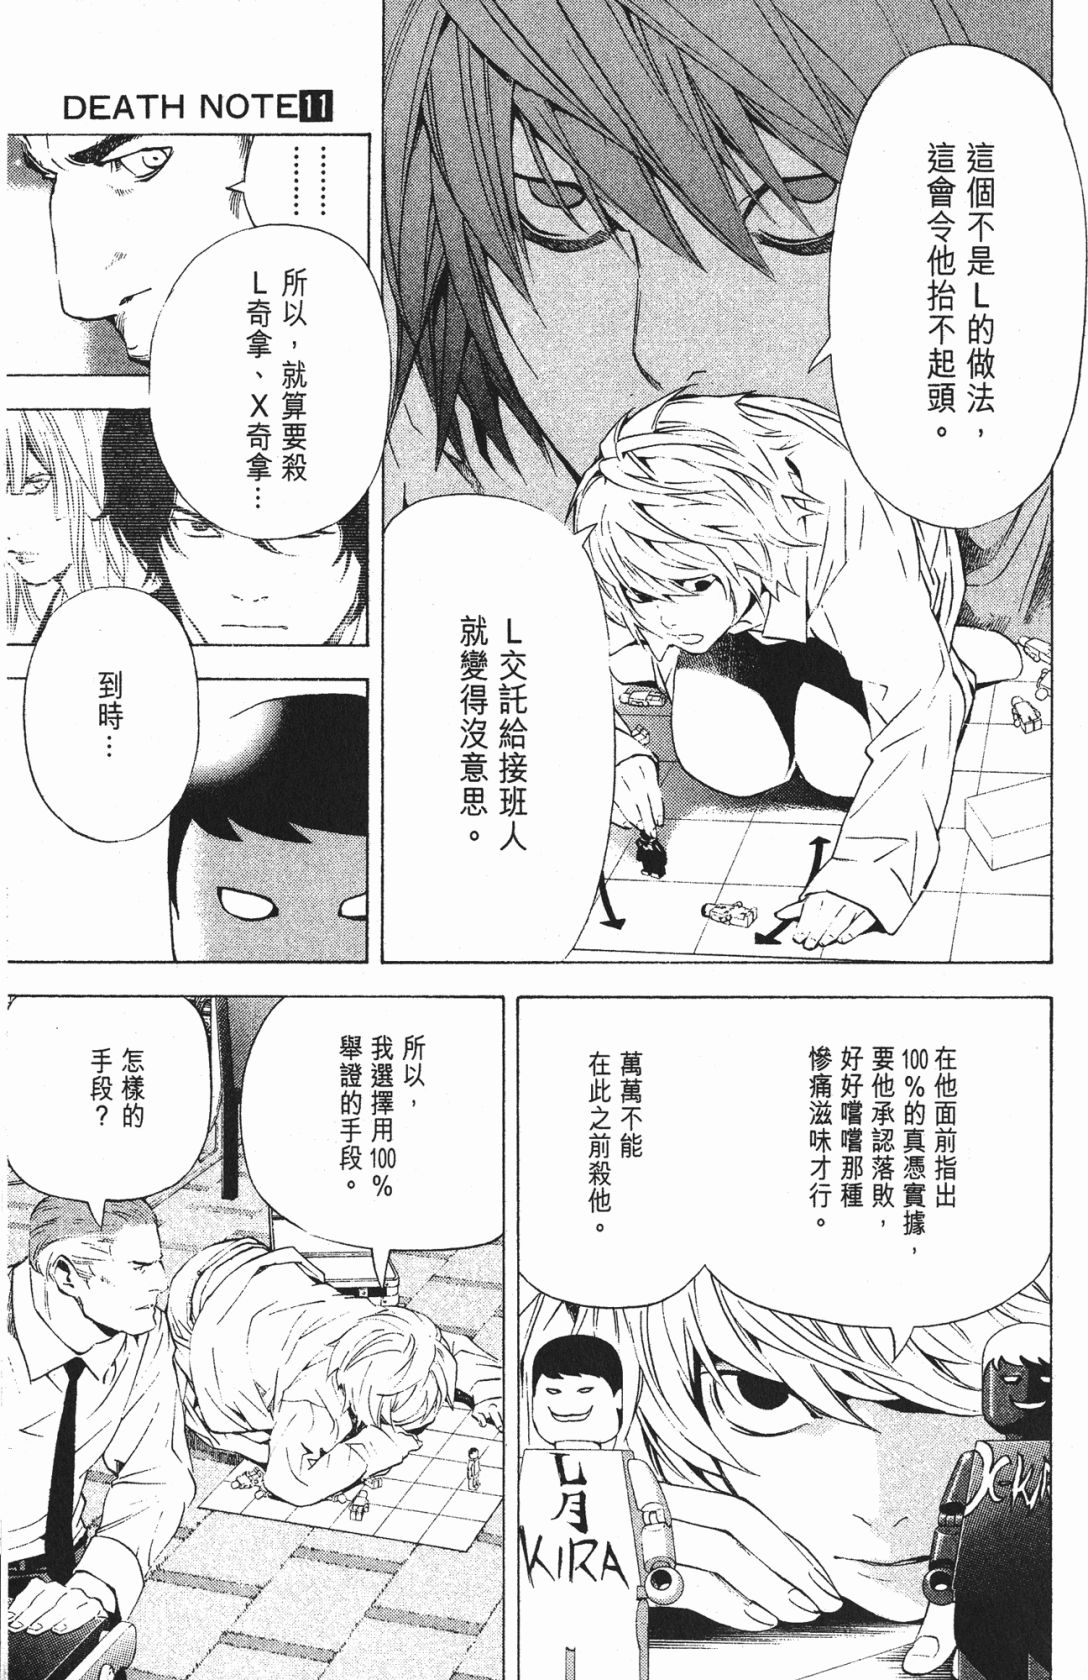 DEATH NOTE 11
這個不是L的做法,
這會令他抬不起頭。
L交託給接班人
就變得沒意思。
…………
…………
所以,就算要殺
L奇拿、X奇拿…
到時…
在他面前指出
100%的真憑實據,
要他承認落敗,
好好嚐嚐那種
慘痛滋味才行。
萬萬不能
在此之前殺他。
L
月
KIRA
X-KIRA
所以,
我選擇用100%
舉證的手段。
怎樣的
手段?